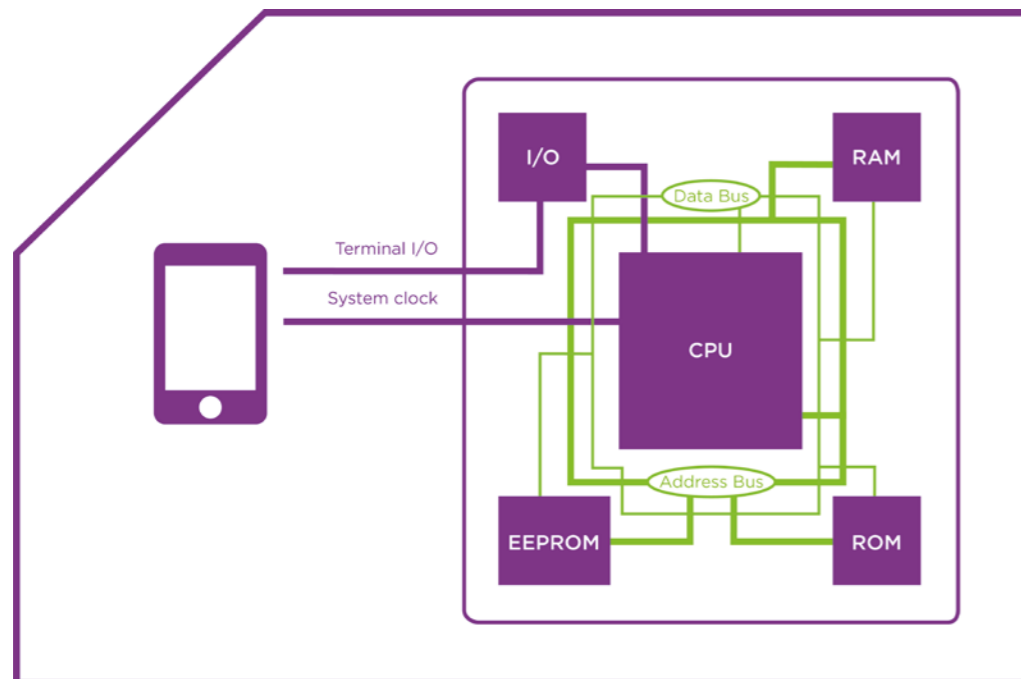 I/O
RAM
Data Bus
Terminal I/O
System clock
CPU
Address Bus
EEPROM
ROM